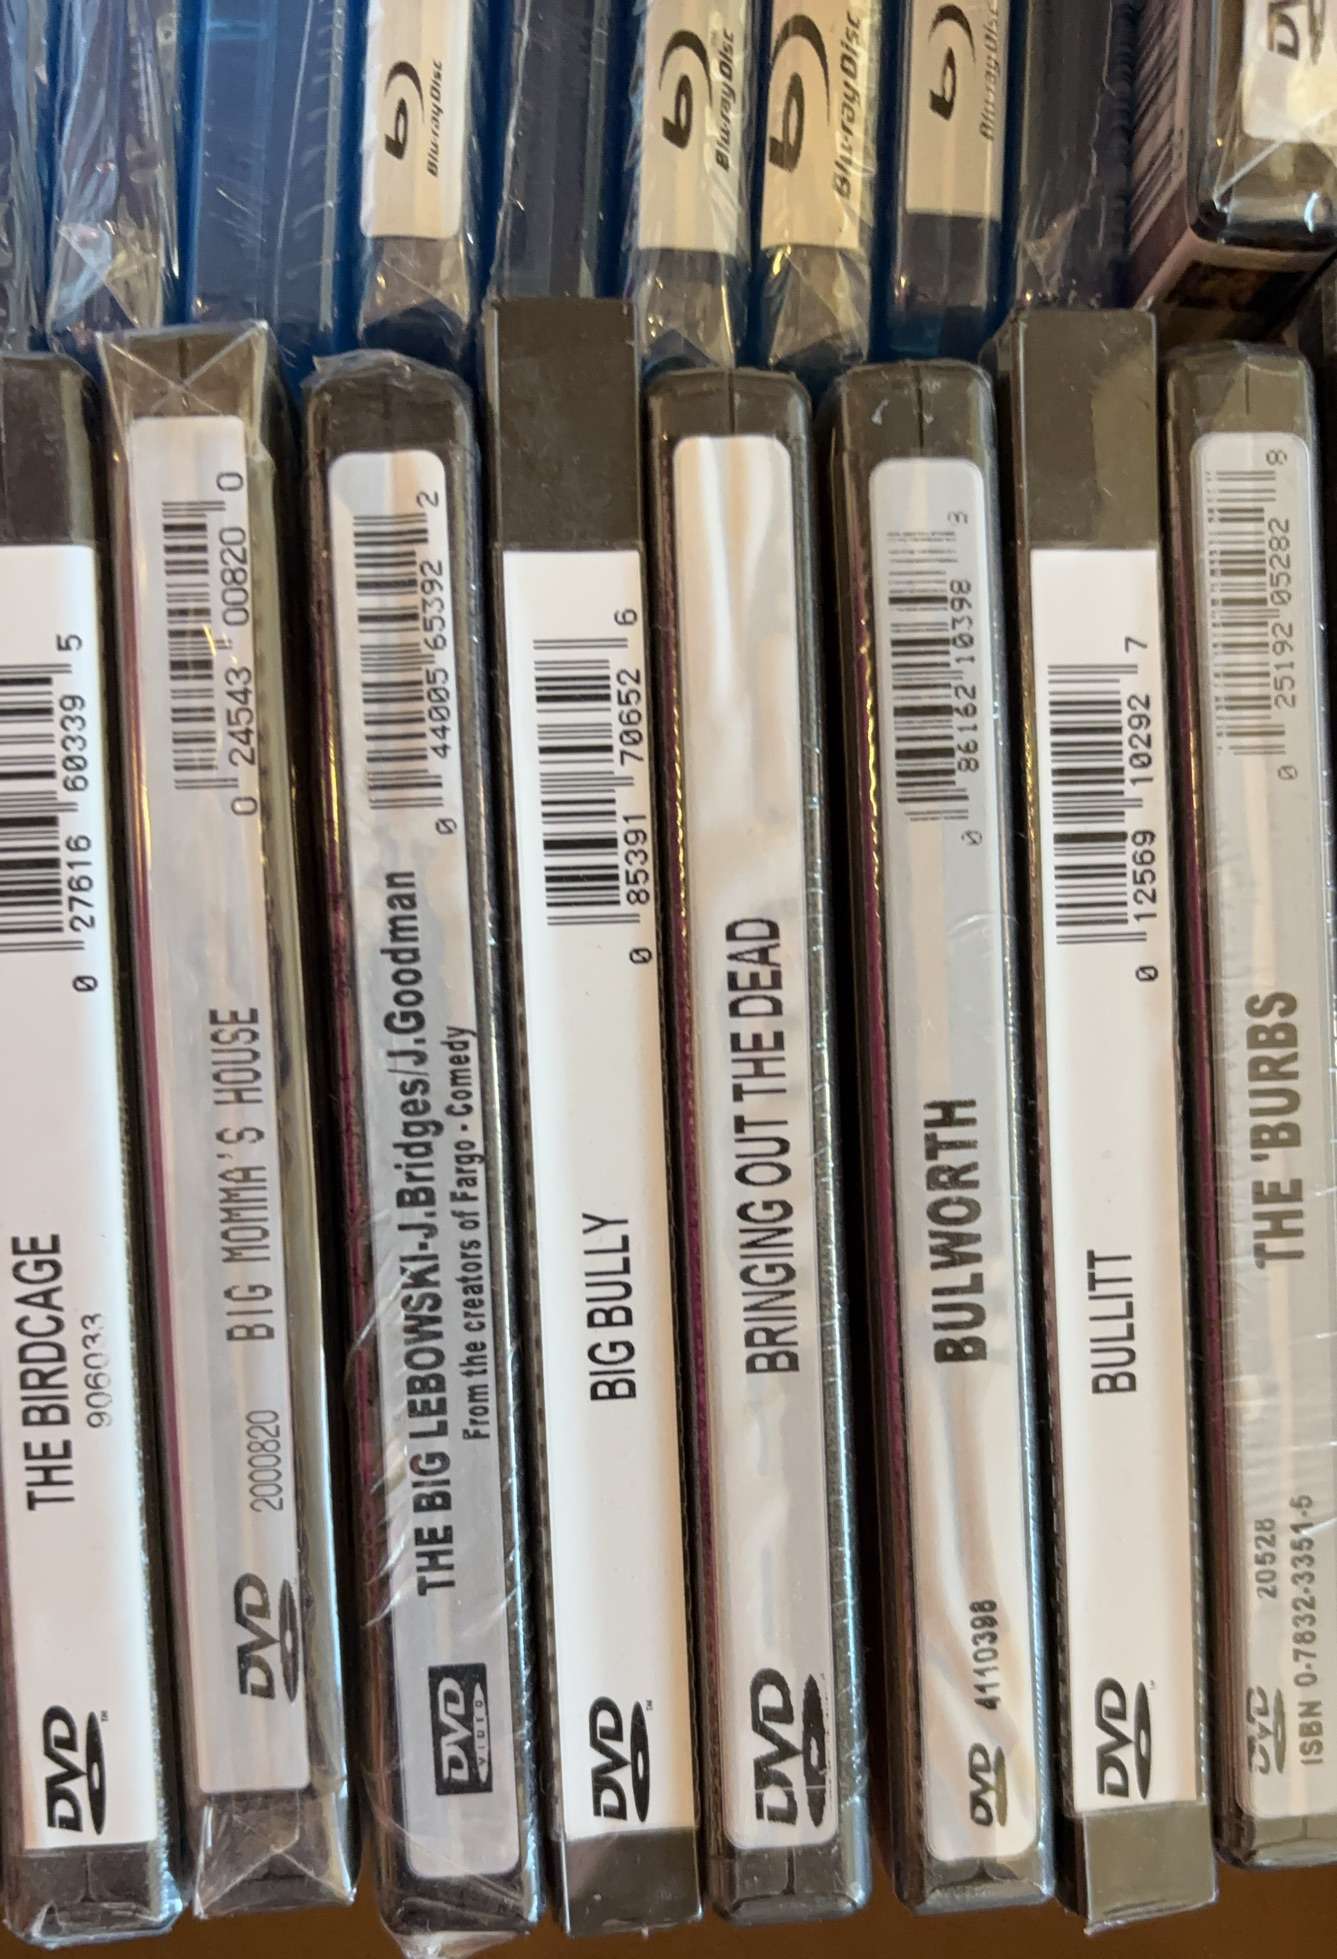 Blu-ray Disc
Blu-ray Disc
Blu-ray Disc
Blu-ray Disc
DVD
THE BIRDCAGE
906033
0 27616 60339 5
DVD
2000820 BIG MOMMA'S HOUSE
0 24543 00820 0
DVD
VIDEO
THE BIG LEBOWSKI-J.Bridges/J.Goodman
From the creators of Fargo - Comedy
0 44005 65392 2
DVD
TM
BIG BULLY
0 85391 70652 6
DVD
BRINGING OUT THE DEAD
DVD
4110398
BULWORTH
0 86162 10398 3
DVD
BULLITT
0 12569 10292 7
DVD
20528
ISBN 0-7832-3351-5
THE 'BURBS
0 25192 05282 8